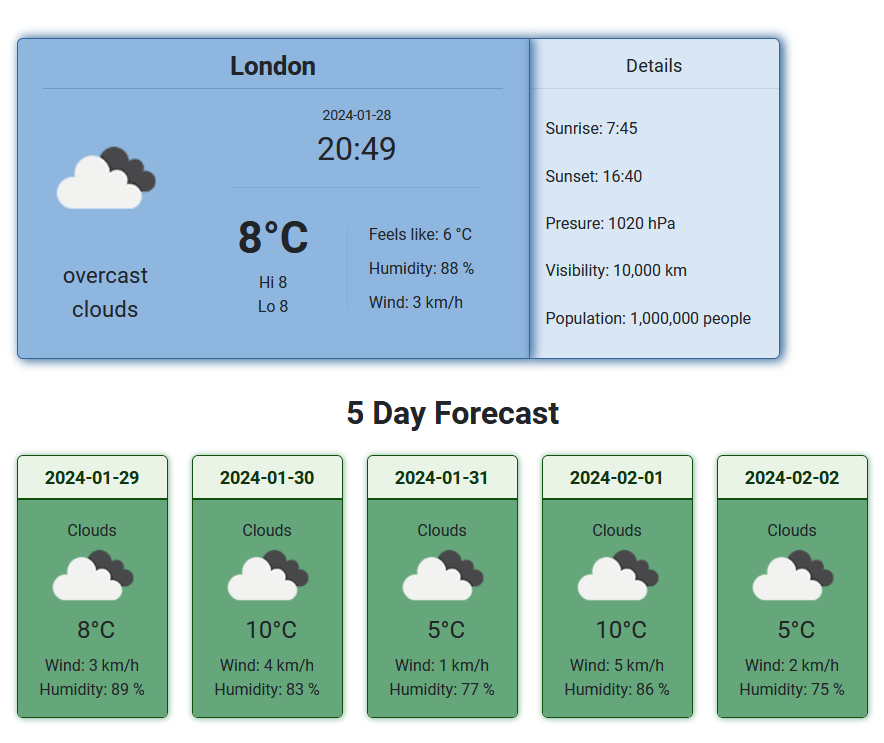 London
2024-01-28
20:49
overcast
clouds
8°C
Hi 8
Lo 8
Feels like: 6 °C
Humidity: 88 %
Wind: 3 km/h
Details
Sunrise: 7:45
Sunset: 16:40
Presure: 1020 hPa
Visibility: 10,000 km
Population: 1,000,000 people
5 Day Forecast
2024-01-29
Clouds
8°C
Wind: 3 km/h
Humidity: 89 %
2024-01-30
Clouds
10°C
Wind: 4 km/h
Humidity: 83 %
2024-01-31
Clouds
5°C
Wind: 1 km/h
Humidity: 77 %
2024-02-01
Clouds
10°C
Wind: 5 km/h
Humidity: 86 %
2024-02-02
Clouds
5°C
Wind: 2 km/h
Humidity: 75 %